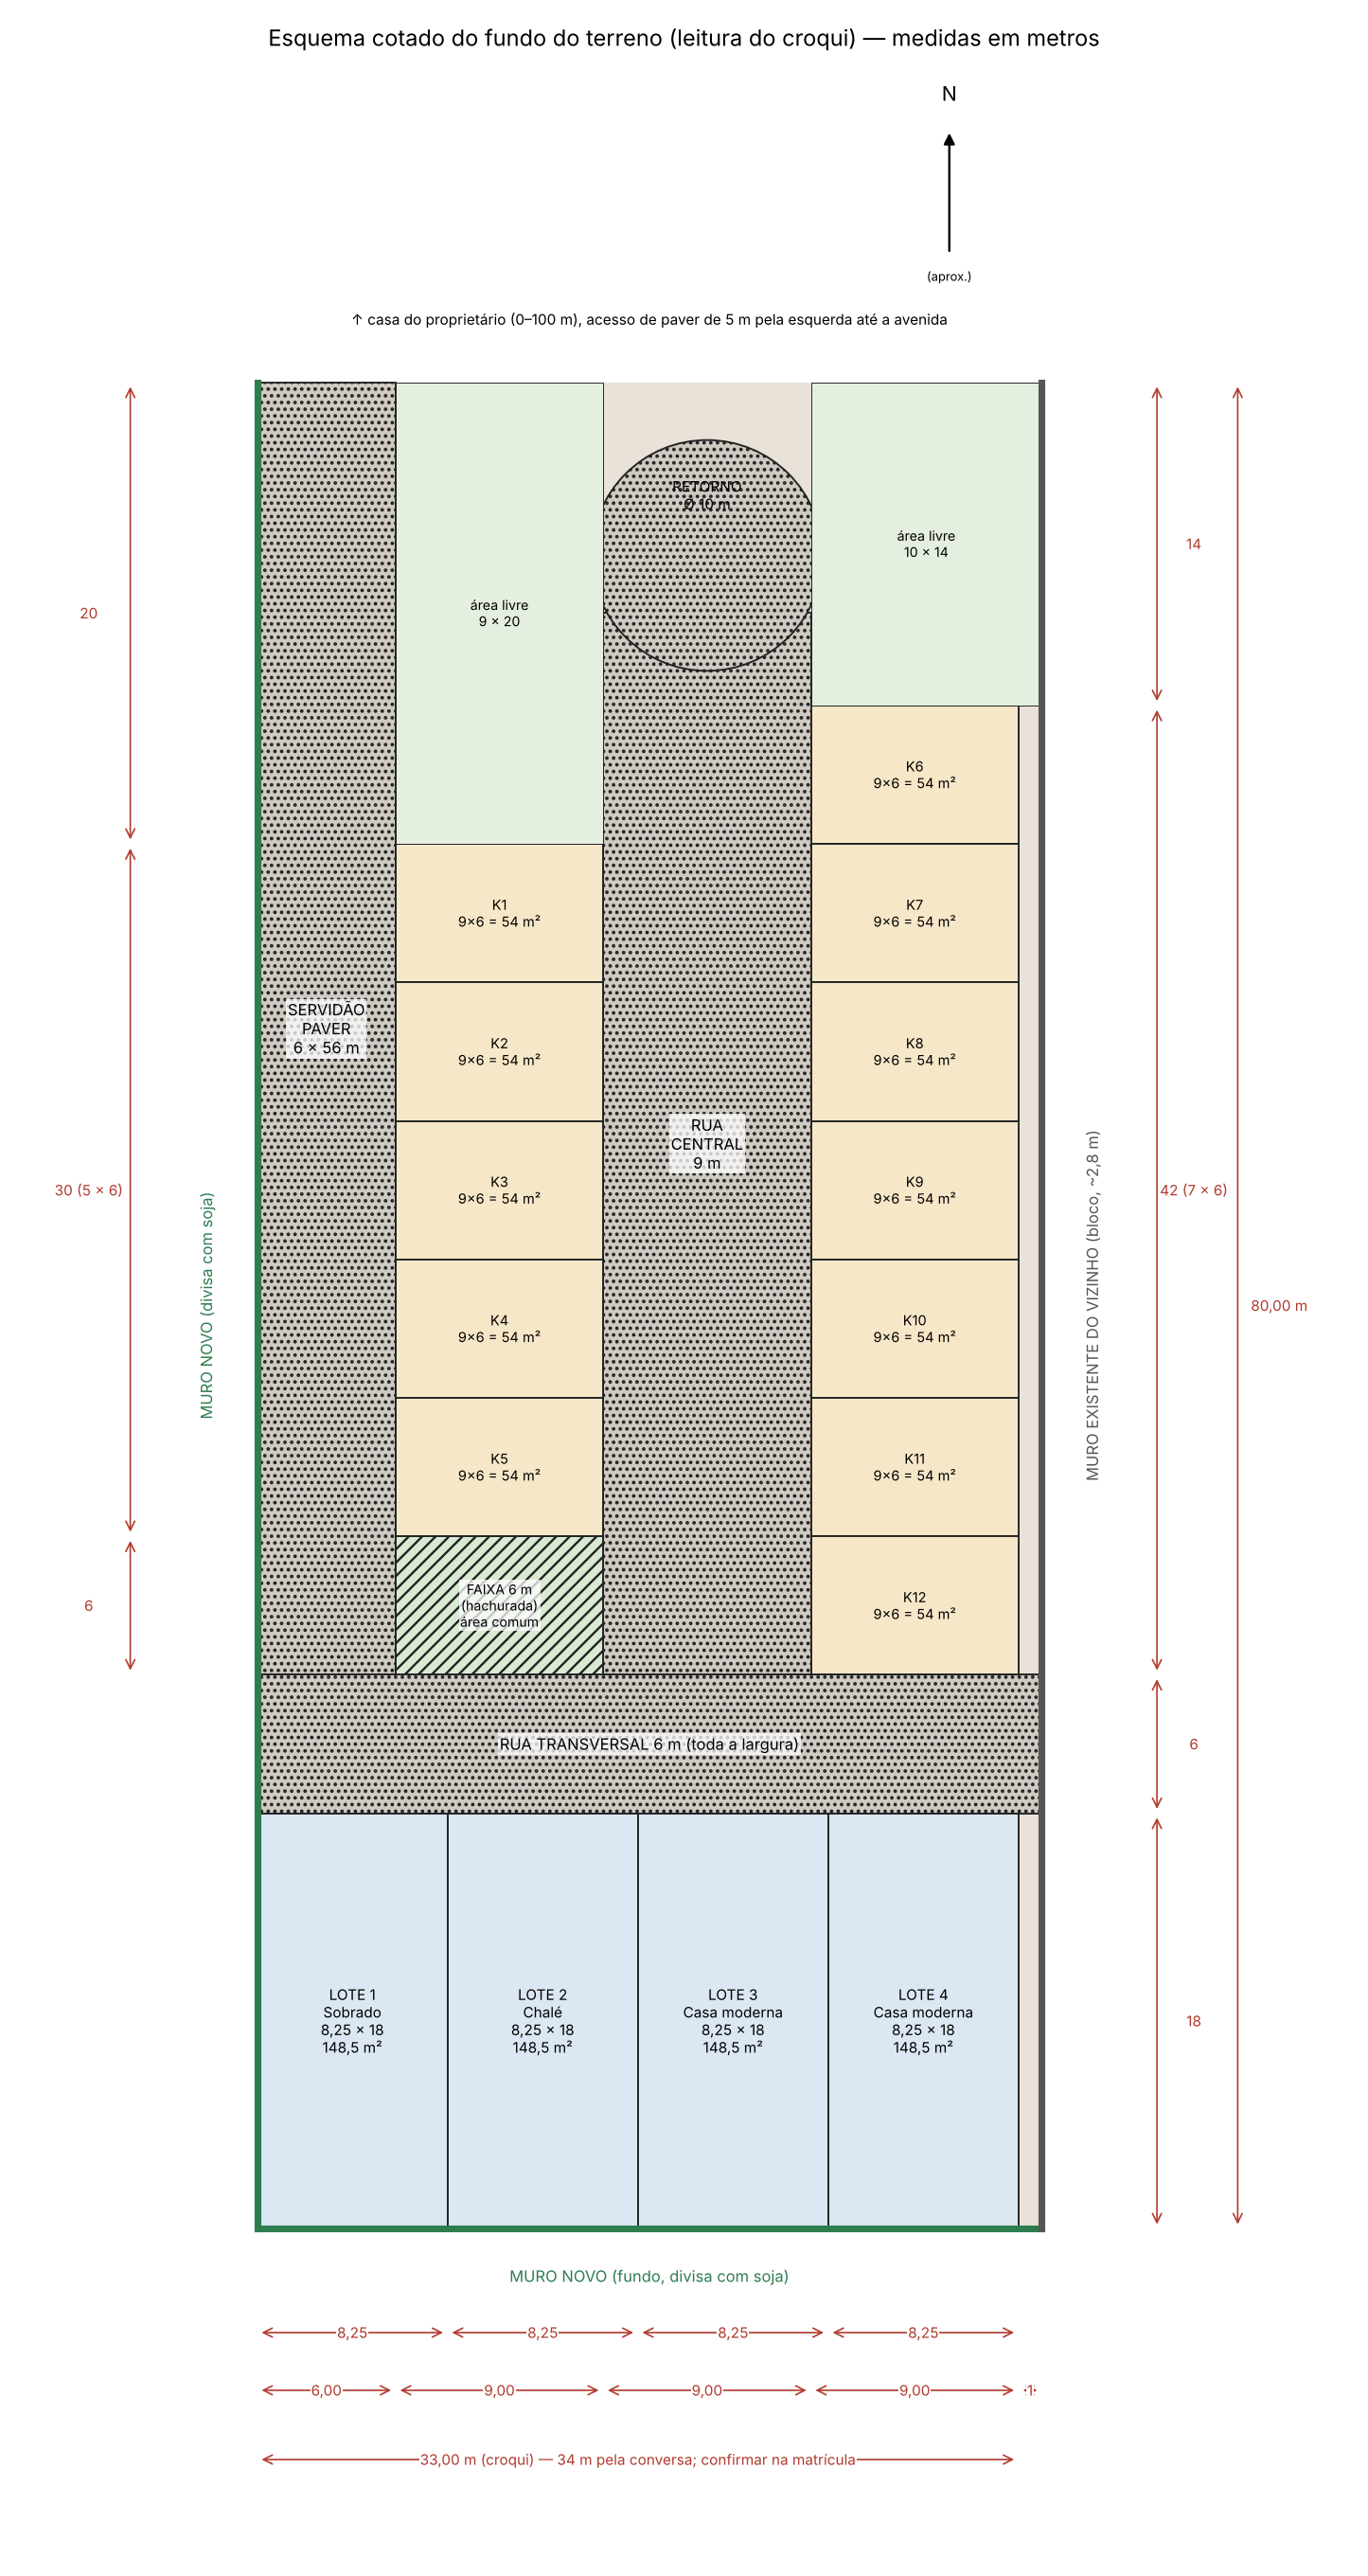 Esquema cotado do fundo do terreno (leitura do croqui) — medidas em metros
N
(aprox.)
↑ casa do proprietário (0–100 m), acesso de paver de 5 m pela esquerda até a avenida
RETORNO
Ø 10 m
área livre
10 × 14
14
área livre
9 × 20
20
K6
9×6 = 54 m²
K1
9×6 = 54 m²
K7
9×6 = 54 m²
SERVIDÃO
PAVER
6 × 56 m
K2
9×6 = 54 m²
K8
9×6 = 54 m²
RUA
CENTRAL
9 m
30 (5 × 6)
MURO NOVO (divisa com soja)
K3
9×6 = 54 m²
K9
9×6 = 54 m²
MURO EXISTENTE DO VIZINHO (bloco, ~2,8 m)
42 (7 × 6)
80,00 m
K4
9×6 = 54 m²
K10
9×6 = 54 m²
K5
9×6 = 54 m²
K11
9×6 = 54 m²
6
FAIXA 6 m
(hachurada)
área comum
K12
9×6 = 54 m²
RUA TRANSVERSAL 6 m (toda a largura)
6
LOTE 1
Sobrado
8,25 × 18
148,5 m²
LOTE 2
Chalé
8,25 × 18
148,5 m²
LOTE 3
Casa moderna
8,25 × 18
148,5 m²
LOTE 4
Casa moderna
8,25 × 18
148,5 m²
18
MURO NOVO (fundo, divisa com soja)
8,25 8,25 8,25 8,25
6,00 9,00 9,00 9,00 1
33,00 m (croqui) — 34 m pela conversa; confirmar na matrícula